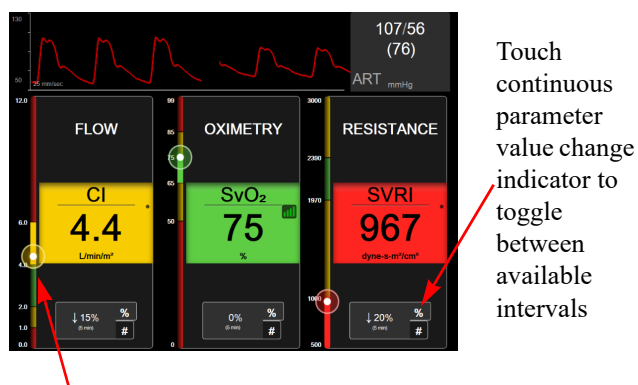 130
50
25 mm/sec
107/56
(76)
ART mmHg
12.0
6.0
4.0
2.0
1.0
0.0
FLOW
CI
4.4
L/min/m²
↓ 15%
(5 min)
%
#
99
85
75
65
50
0
OXIMETRY
SvO₂
75
%
0%
(5 min)
%
#
3000
2390
1970
1000
500
RESISTANCE
SVRI
967
dyne-s-m²/cm⁵
↓ 20%
(5 min)
%
#
Touch
continuous
parameter
value change
indicator to
toggle
between
available
intervals